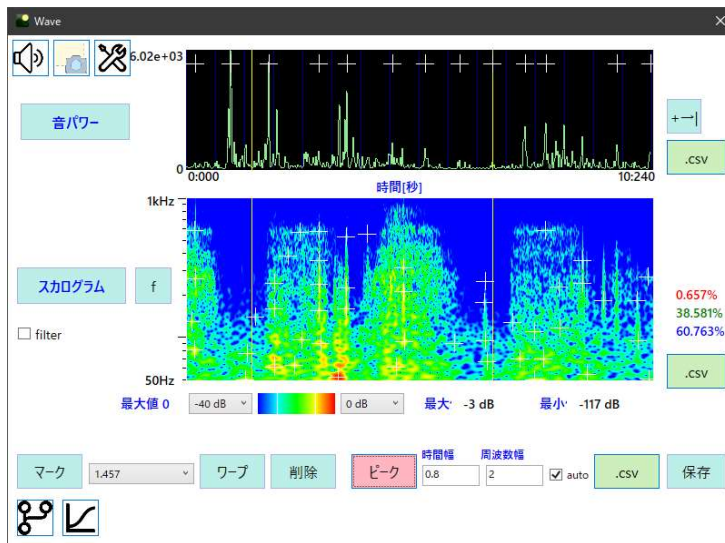 Wave
6.02e+03
音パワー
+→|
.csv
0
0:000
10:240
時間[秒]
1kHz
スカログラム
f
0.657%
38.581%
60.763%
filter
.csv
50Hz
最大値 0
-40 dB
0 dB
最大
-3 dB
最小
-117 dB
時間幅
周波数幅
マーク
1.457
ワープ
削除
ピーク
0.8
2
auto
.csv
保存